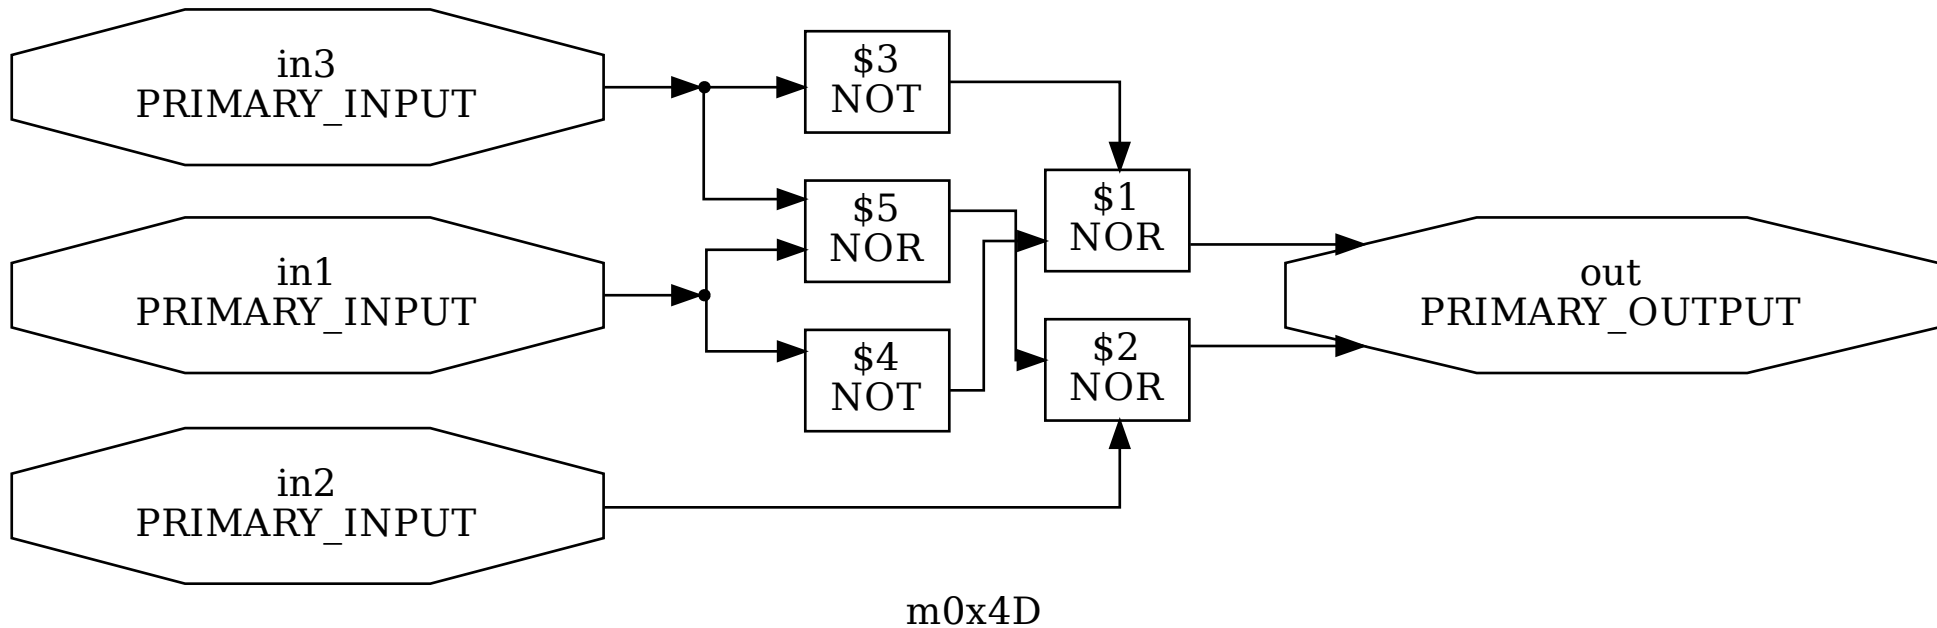 in3
PRIMARY_INPUT
$3
NOT
$5
NOR
$1
NOR
in1
PRIMARY_INPUT
out
PRIMARY_OUTPUT
$4
NOT
$2
NOR
in2
PRIMARY_INPUT
m0x4D